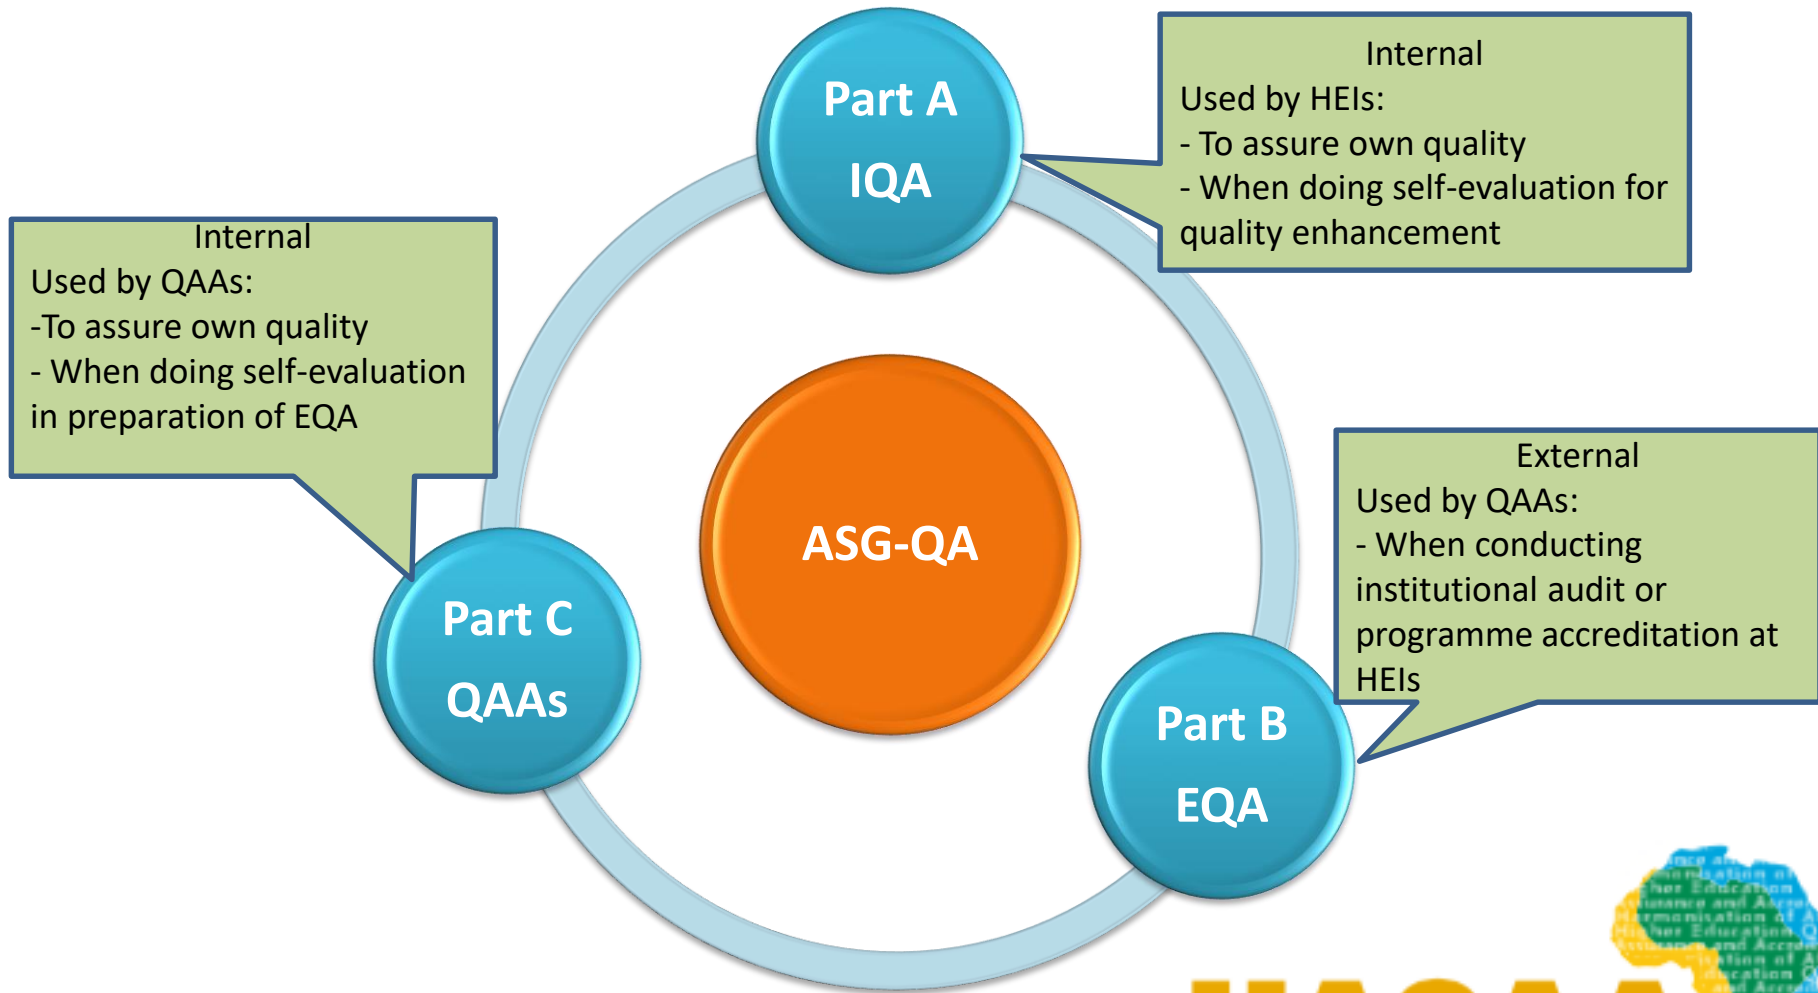 Part A
IQA
Internal
Used by HEIs:
- To assure own quality
- When doing self-evaluation for
quality enhancement
Internal
Used by QAAs:
-To assure own quality
- When doing self-evaluation
in preparation of EQA
ASG-QA
External
Used by QAAs:
- When conducting
institutional audit or
programme accreditation at
HEIs
Part C
QAAs
Part B
EQA
Higher Education